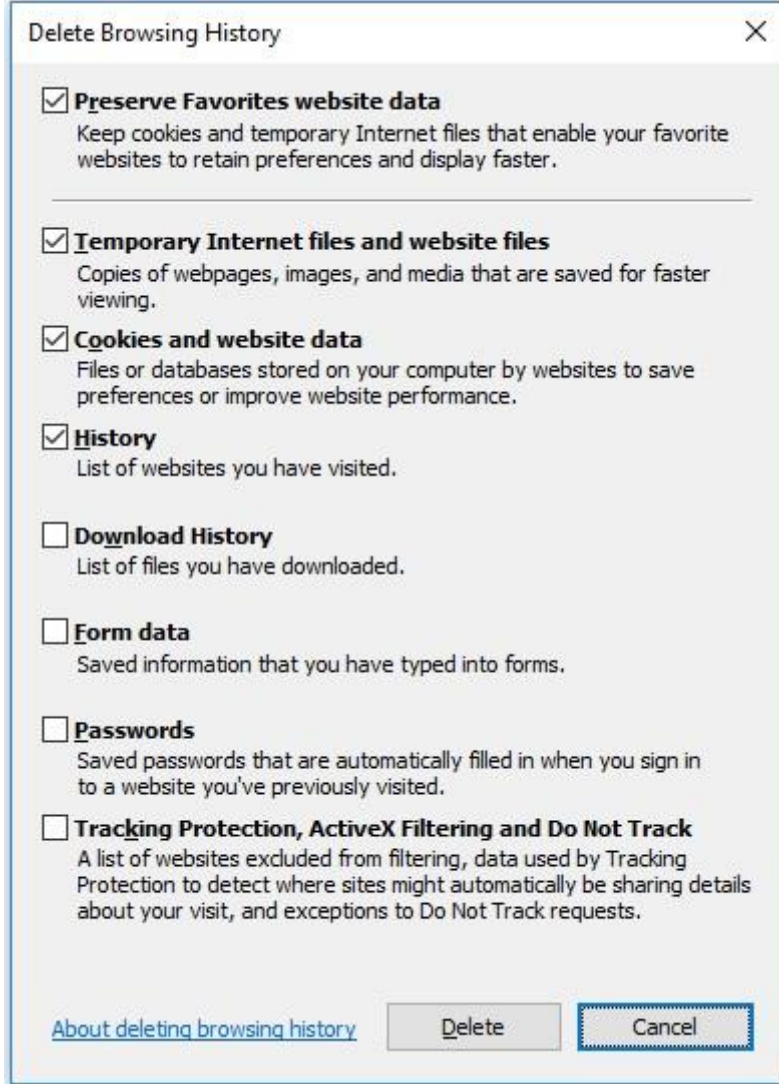 Delete Browsing History
Preserve Favorites website data
Keep cookies and temporary Internet files that enable your favorite
websites to retain preferences and display faster.
Temporary Internet files and website files
Copies of webpages, images, and media that are saved for faster
viewing.
Cookies and website data
Files or databases stored on your computer by websites to save
preferences or improve website performance.
History
List of websites you have visited.
Download History
List of files you have downloaded.
Form data
Saved information that you have typed into forms.
Passwords
Saved passwords that are automatically filled in when you sign in
to a website you've previously visited.
Tracking Protection, ActiveX Filtering and Do Not Track
A list of websites excluded from filtering, data used by Tracking
Protection to detect where sites might automatically be sharing details
about your visit, and exceptions to Do Not Track requests.
About deleting browsing history Delete Cancel